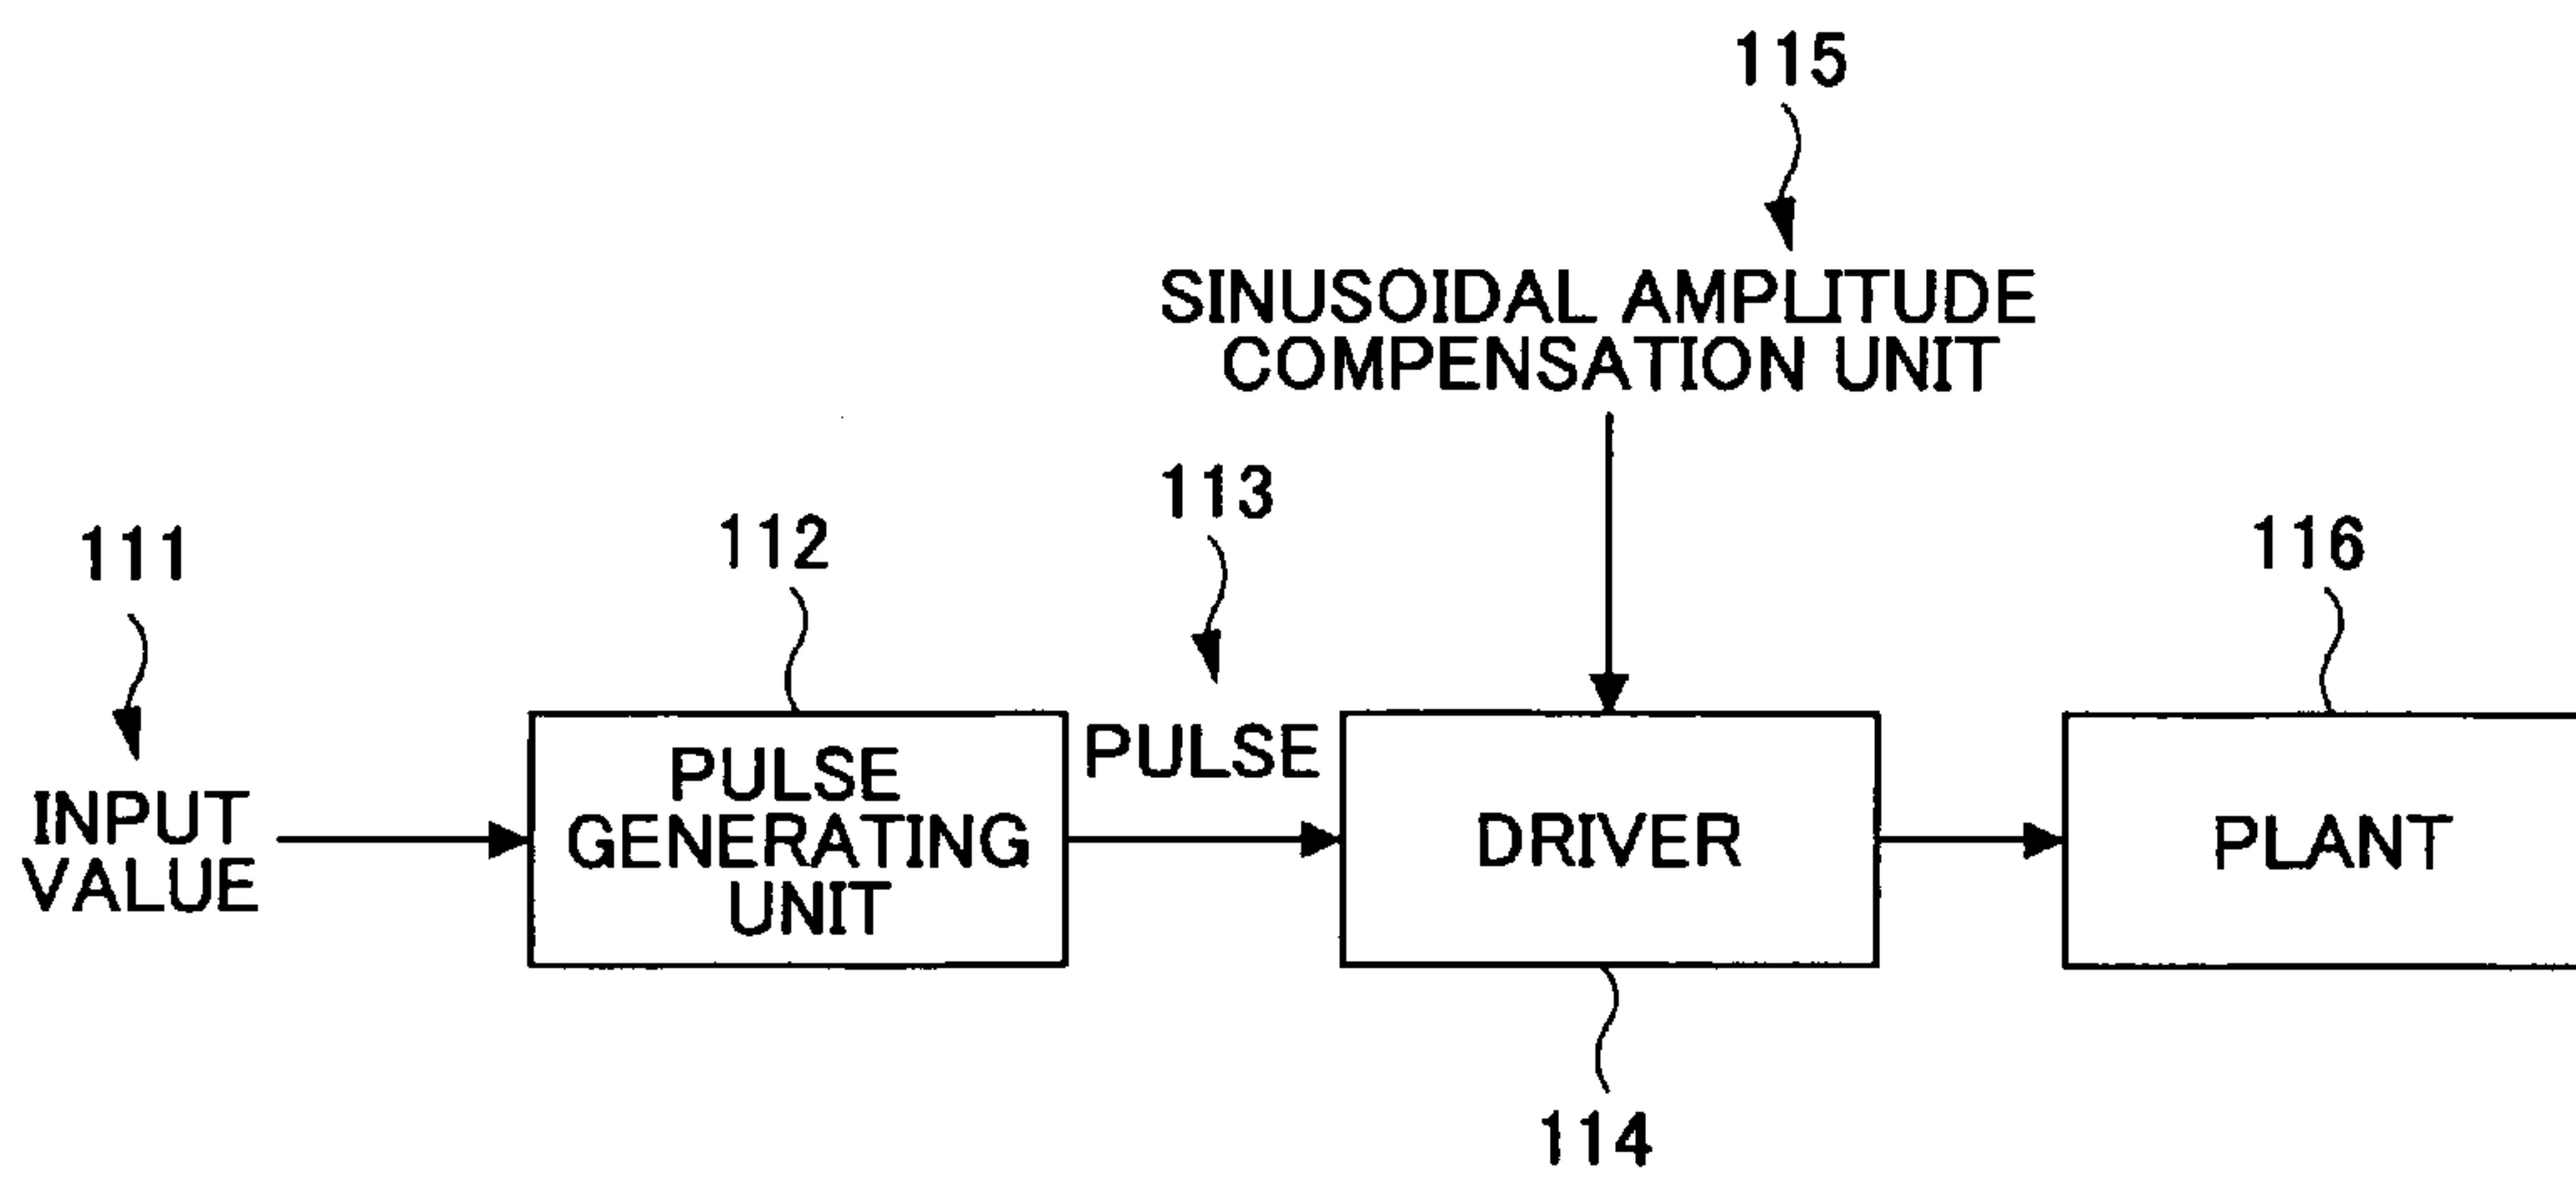 115
SINUSOIDAL AMPLITUDE
COMPENSATION UNIT
113
111
112
116
PULSE
INPUT
VALUE
PULSE
GENERATING
UNIT
DRIVER
PLANT
114